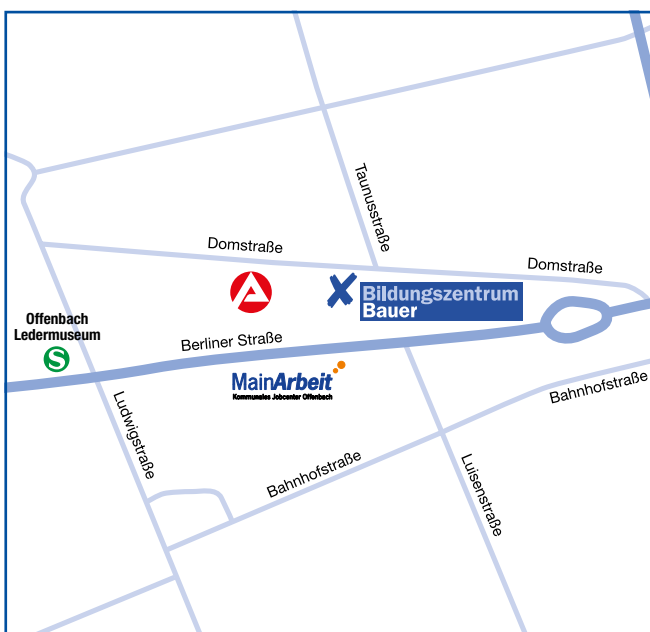 Taunusstraße
Domstraße
Domstraße
Bildungszentrum
Bauer
Offenbach
Ledermuseum
S
Berliner Straße
MainArbeit
Kommunales Jobcenter Offenbach
Ludwigstraße
Bahnhofstraße
Bahnhofstraße
Luisenstraße